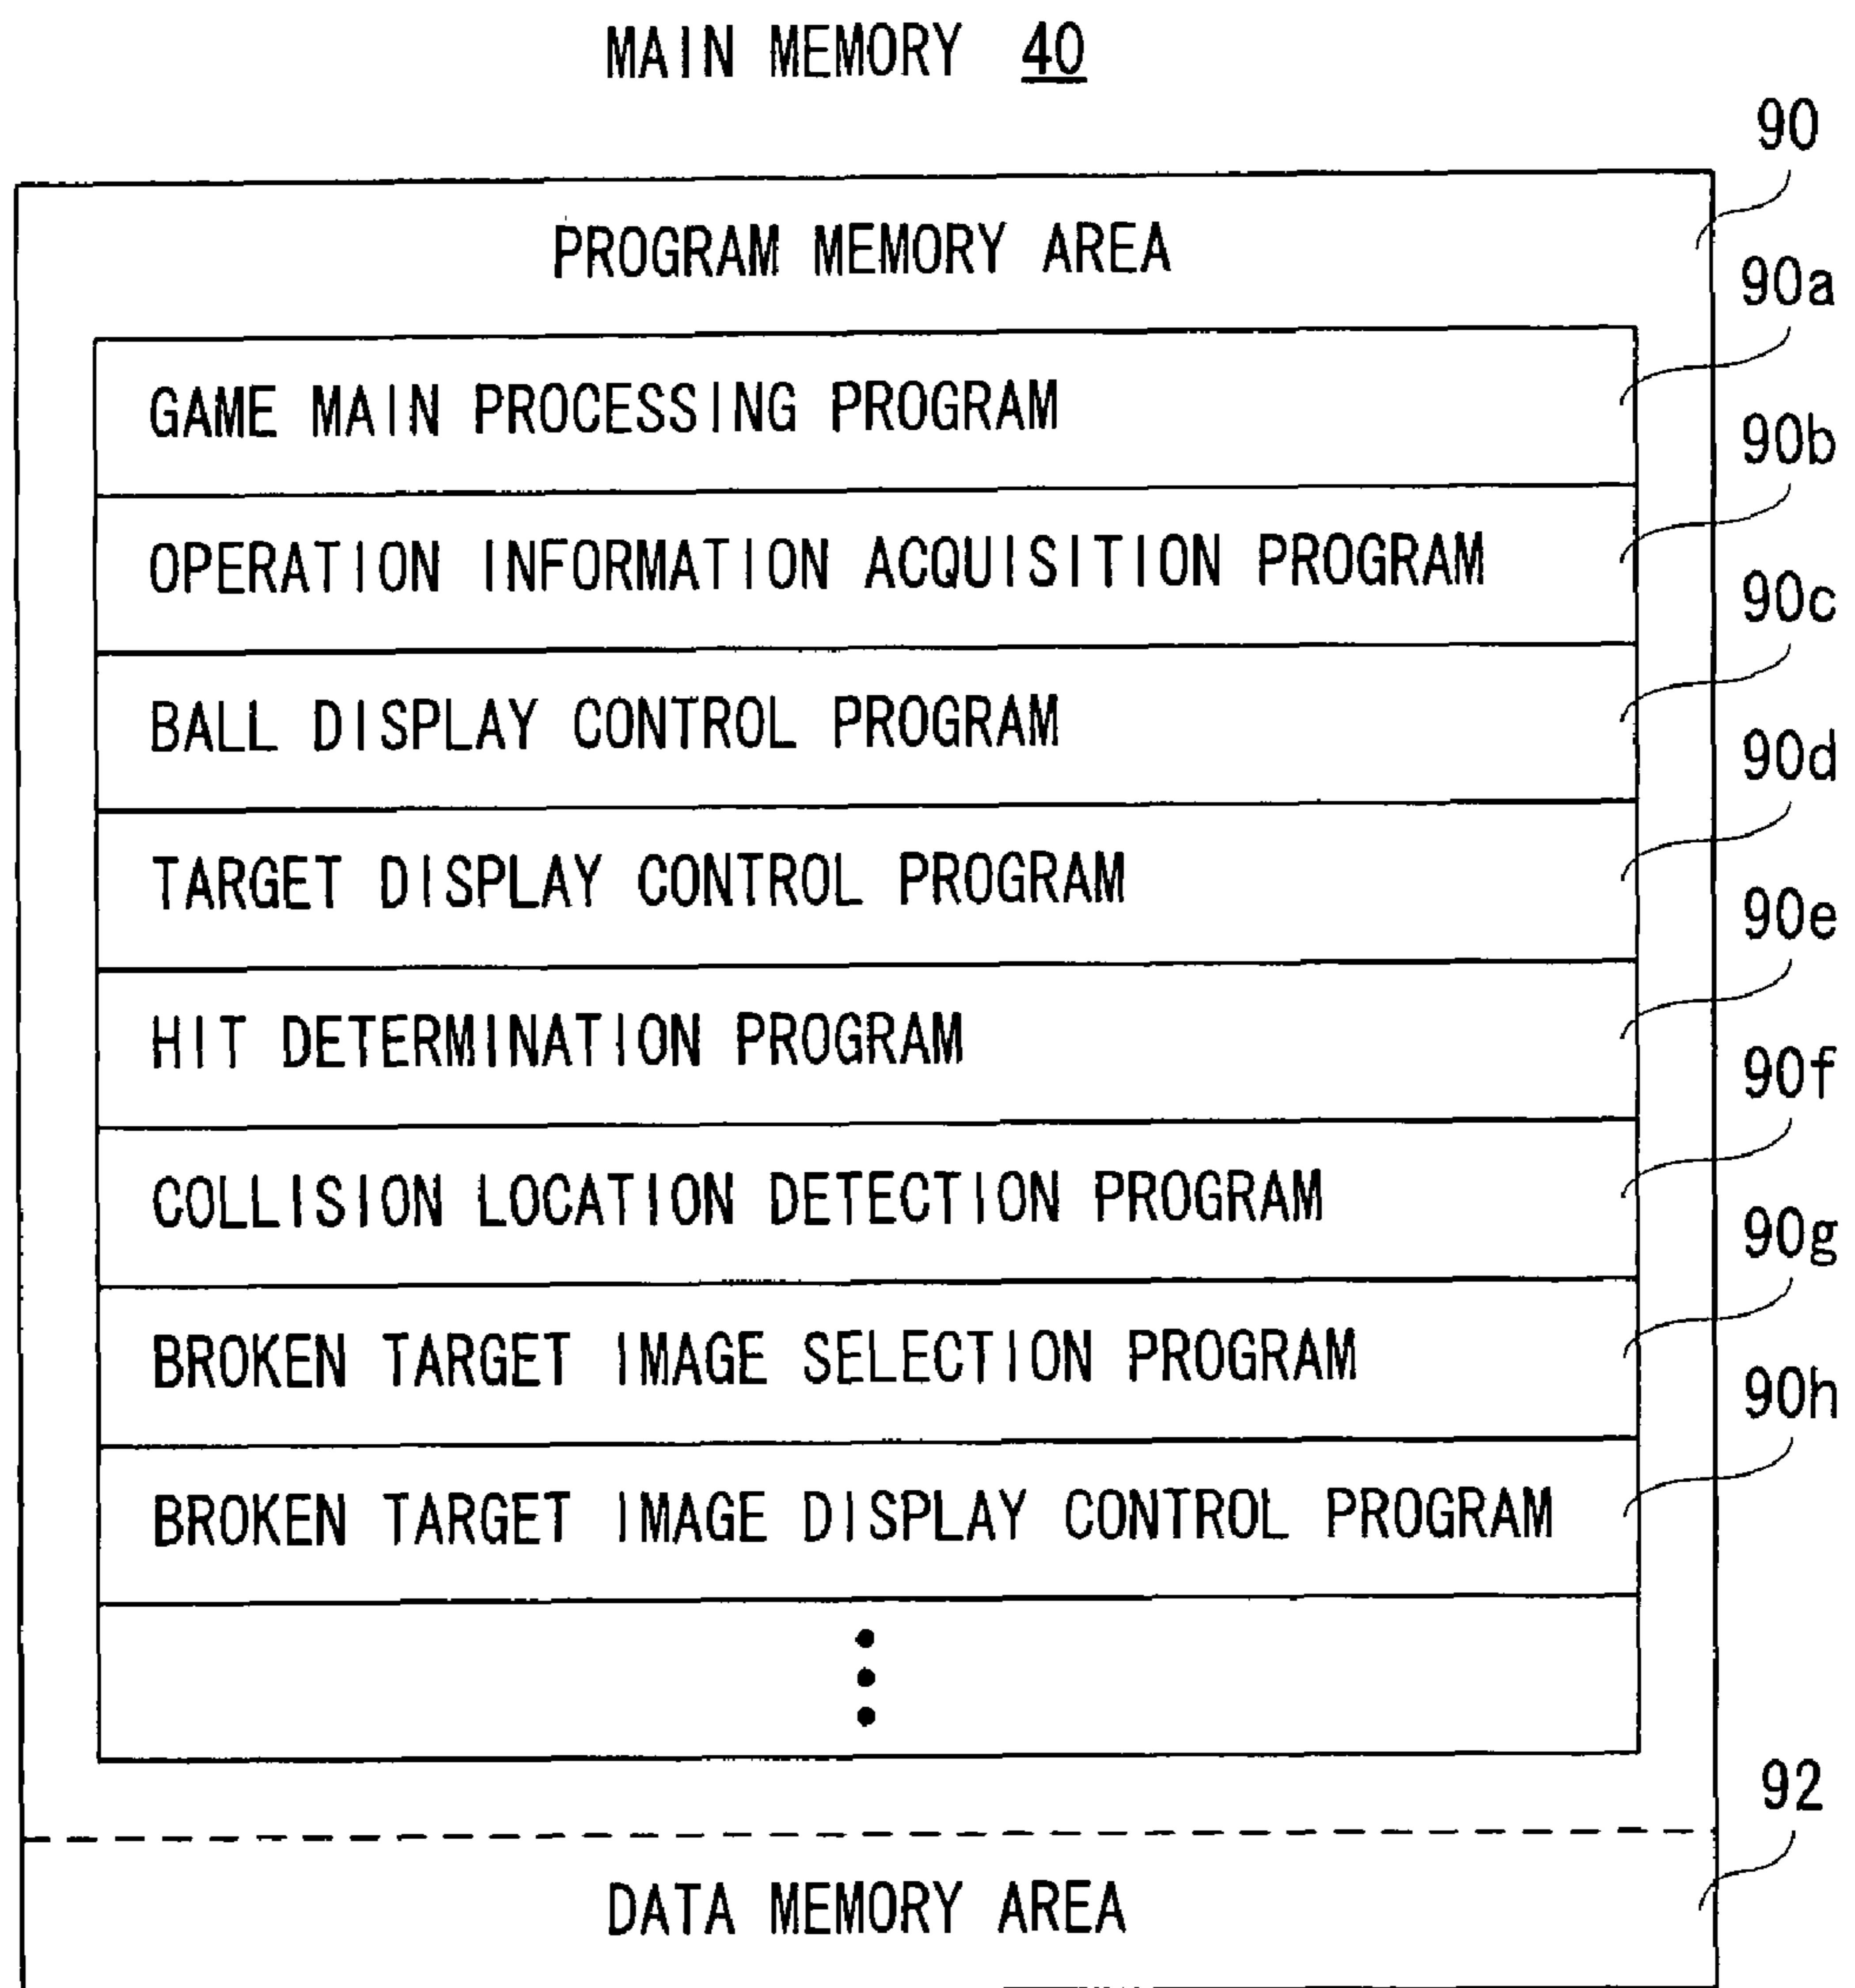 MAIN MEMORY 40
90
PROGRAM MEMORY AREA
90a
GAME MAIN PROCESSING PROGRAM
90b
OPERATION INFORMATION ACQUISITION PROGRAM
90c
BALL DISPLAY CONTROL PROGRAM
90d
TARGET DISPLAY CONTROL PROGRAM
90e
HIT DETERMINATION PROGRAM
90f
COLLISION LOCATION DETECTION PROGRAM
90g
BROKEN TARGET IMAGE SELECTION PROGRAM
90h
BROKEN TARGET IMAGE DISPLAY CONTROL PROGRAM
92
DATA MEMORY AREA